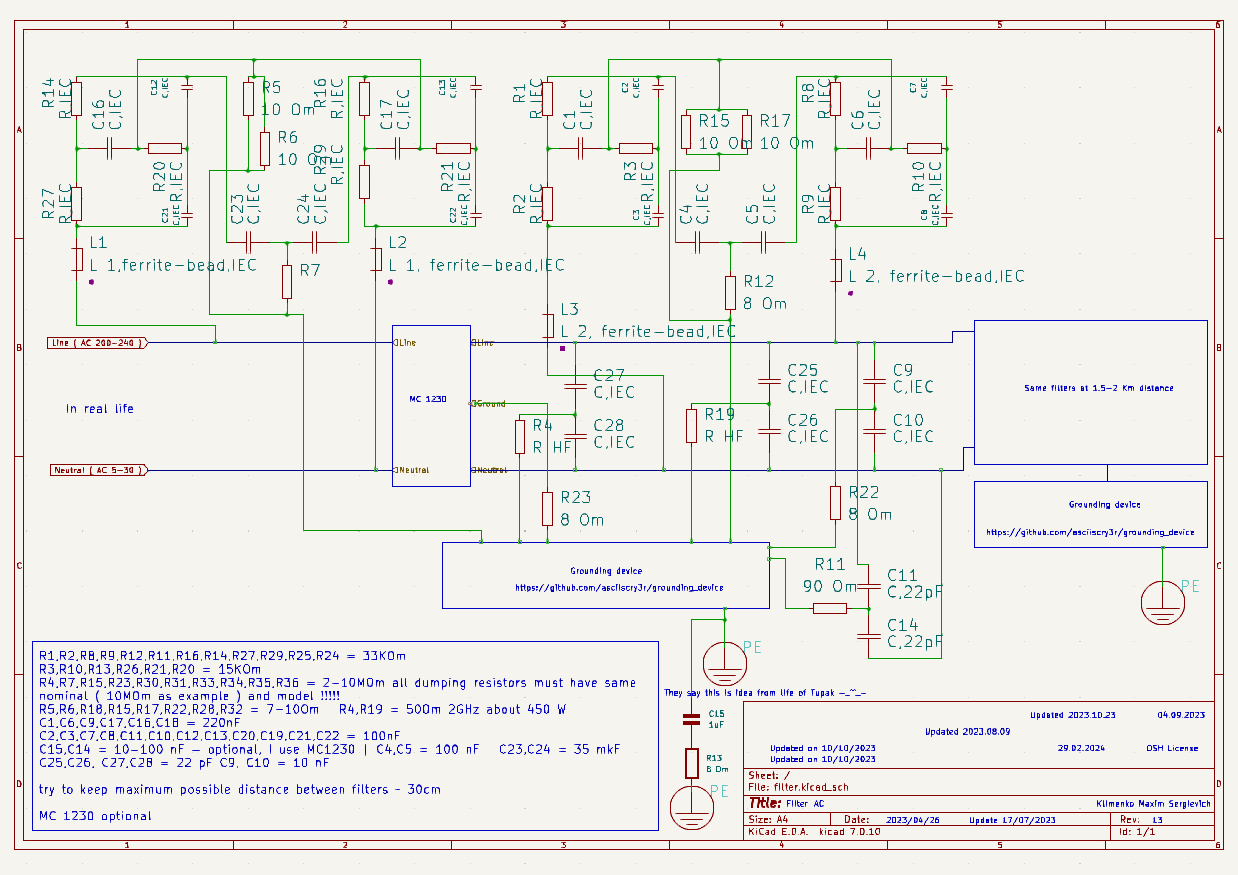 1 2 3 4 5 6
A A
B B
C C
D D
R14
R,IEC
C16
C,IEC
C12
C,IEC
R20
R,IEC
R27
R,IEC
C21
C,IEC
L1
L 1,ferrite-bead,IEC
R5
10 Om
R6
10 Om
C23
C,IEC
C24
C,IEC
R7
R16
R,IEC
C17
C,IEC
C13
C,IEC
R29
R,IEC
R21
R,IEC
C22
C,IEC
L2
L 1, ferrite-bead,IEC
R1
R,IEC
C1
C,IEC
C2
C,IEC
R2
R,IEC
R3
R,IEC
C3
C,IEC
L3
L 2, ferrite-bead,IEC
R15
10 Om
R17
10 Om
C4
C,IEC
C5
C,IEC
R12
8 Om
R8
R,IEC
C6
C,IEC
C7
C,IEC
R9
R,IEC
R10
R,IEC
C8
C,IEC
L4
L 2, ferrite-bead,IEC
Line ( AC 200-240 )
Neutral ( AC 5-30 )
In real life
MC 1230
Line
Line
Ground
Neutral
Neutral
C27
C,IEC
C28
C,IEC
R4
R HF
R23
8 Om
R19
R HF
C25
C,IEC
C26
C,IEC
C9
C,IEC
C10
C,IEC
R22
8 Om
R11
90 Om
C11
C,22pF
C14
C,22pF
Same filters at 1.5-2 Km distance
Grounding device
https://github.com/asciiscry3r/grounding_device
PE
Grounding device
https://github.com/asciiscry3r/grounding_device
PE
They say this is idea from life of Tupak -_~_-
C15
1uF
R13
8 Om
PE
R1,R2,R8,R9,R12,R11,R16,R14,R27,R29,R25,R24 = 33KOm
R3,R10,R13,R26,R21,R20 = 15KOm
R4,R7,R15,R23,R30,R31,R33,R34,R35,R36 = 2-10MOm all dumping resistors must have same
nominal ( 10MOm as example ) and model !!!!!
R5,R6,R18,R15,R17,R22,R28,R32 = 7-10Om R4,R19 = 50Om 2GHz about 450 W
C1,C6,C9,C17,C16,C18 = 220nF
C2,C3,C7,C8,C11,C10,C12,C13,C20,C19,C21,C22 = 100nF
C15,C14 = 10-100 nF - optional, I use MC1230 | C4,C5 = 100 nF C23,C24 = 35 mkF
C25,C26, C27,C28 = 22 pF C9, C10 = 10 nF
try to keep maximum possible distance between filters - 30cm
MC 1230 optional
Updated 2023.10.23 04.09.2023
Updated 2023.08.09
Updated on 10/10/2023 29.02.2024 OSH License
Updated on 10/10/2023
Sheet: /
File: filter.kicad_sch
Title: Filter AC Klimenko Maxim Sergievich
Size: A4 Date: 2023/04/26 Update 17/07/2023 Rev: 13
KiCad E.D.A. kicad 7.0.10 Id: 1/1
1 2 3 4 5 6